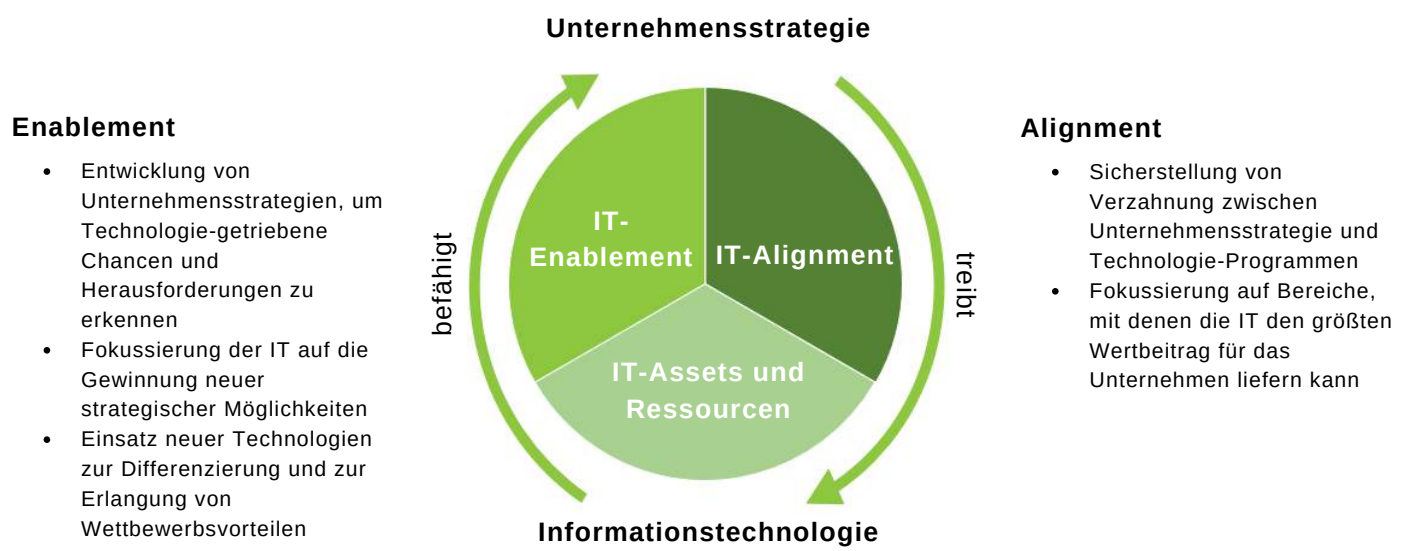 Unternehmensstrategie
Enablement
• Entwicklung von
Unternehmensstrategien, um
Technologie-getriebene
Chancen und
Herausforderungen zu
erkennen
• Fokussierung der IT auf die
Gewinnung neuer
strategischer Möglichkeiten
• Einsatz neuer Technologien
zur Differenzierung und zur
Erlangung von
Wettbewerbsvorteilen
befähigt
IT-
Enablement
IT-Alignment
IT-Assets und
Ressourcen
treibt
Alignment
• Sicherstellung von
Verzahnung zwischen
Unternehmensstrategie und
Technologie-Programmen
• Fokussierung auf Bereiche,
mit denen die IT den größten
Wertbeitrag für das
Unternehmen liefern kann
Informationstechnologie